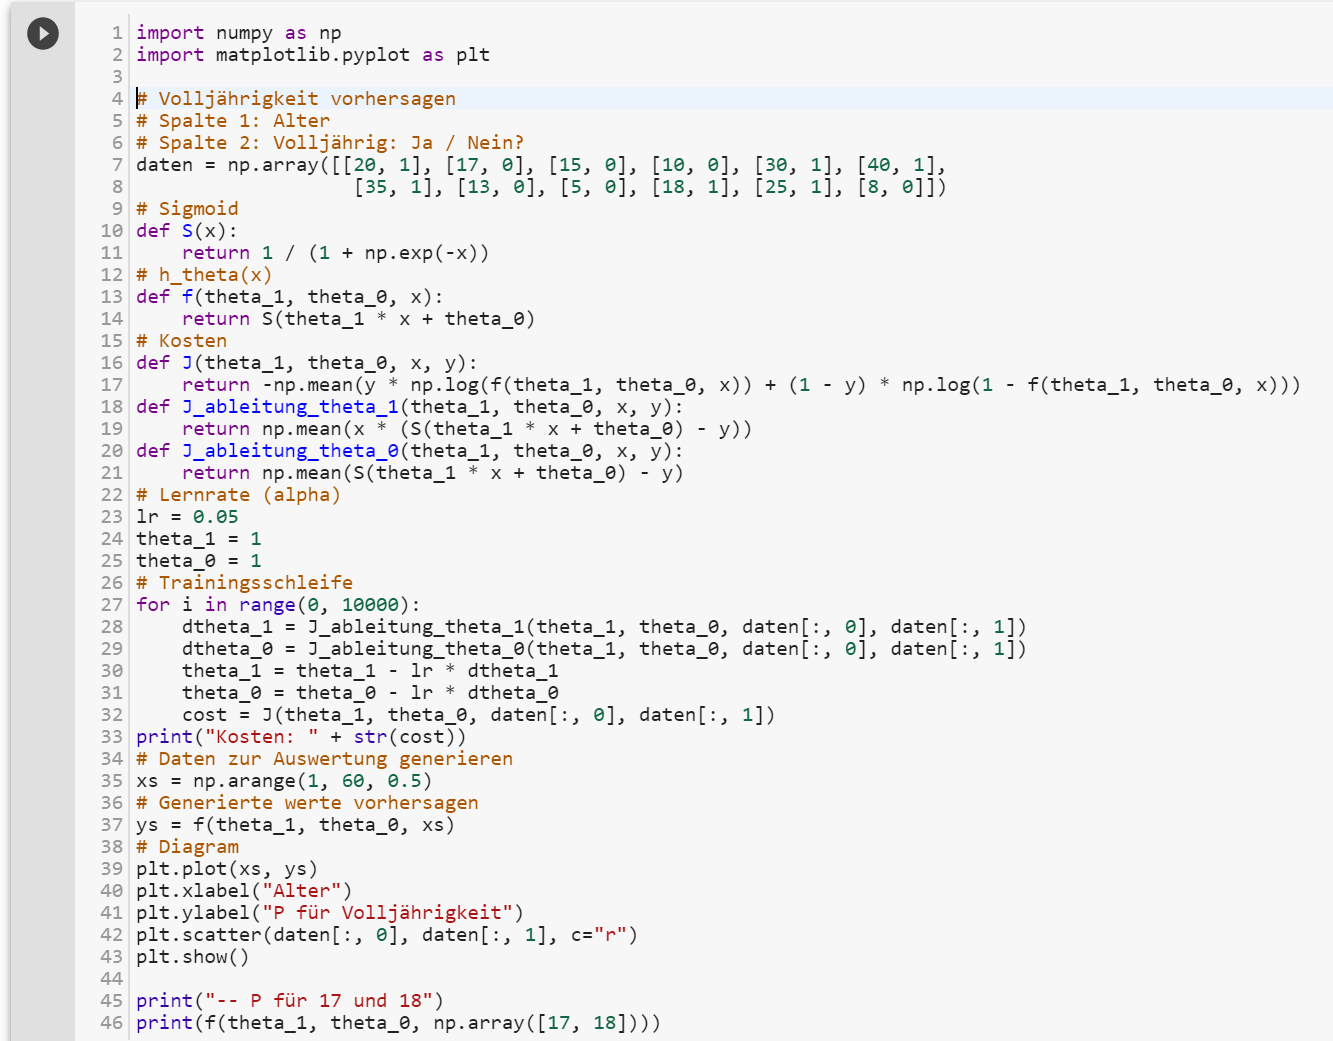 1 import numpy as np
2 import matplotlib.pyplot as plt
3
4 # Volljährigkeit vorhersagen
5 # Spalte 1: Alter
6 # Spalte 2: Volljährig: Ja / Nein?
7 daten = np.array([[20, 1], [17, 0], [15, 0], [10, 0], [30, 1], [40, 1],
8                    [35, 1], [13, 0], [5, 0], [18, 1], [25, 1], [8, 0]])
9 # Sigmoid
10 def S(x):
11     return 1 / (1 + np.exp(-x))
12 # h_theta(x)
13 def f(theta_1, theta_0, x):
14     return S(theta_1 * x + theta_0)
15 # Kosten
16 def J(theta_1, theta_0, x, y):
17     return -np.mean(y * np.log(f(theta_1, theta_0, x)) + (1 - y) * np.log(1 - f(theta_1, theta_0, x)))
18 def J_ableitung_theta_1(theta_1, theta_0, x, y):
19     return np.mean(x * (S(theta_1 * x + theta_0) - y))
20 def J_ableitung_theta_0(theta_1, theta_0, x, y):
21     return np.mean(S(theta_1 * x + theta_0) - y)
22 # Lernrate (alpha)
23 lr = 0.05
24 theta_1 = 1
25 theta_0 = 1
26 # Trainingsschleife
27 for i in range(0, 10000):
28     dtheta_1 = J_ableitung_theta_1(theta_1, theta_0, daten[:, 0], daten[:, 1])
29     dtheta_0 = J_ableitung_theta_0(theta_1, theta_0, daten[:, 0], daten[:, 1])
30     theta_1 = theta_1 - lr * dtheta_1
31     theta_0 = theta_0 - lr * dtheta_0
32     cost = J(theta_1, theta_0, daten[:, 0], daten[:, 1])
33 print("Kosten: " + str(cost))
34 # Daten zur Auswertung generieren
35 xs = np.arange(1, 60, 0.5)
36 # Generierte werte vorhersagen
37 ys = f(theta_1, theta_0, xs)
38 # Diagram
39 plt.plot(xs, ys)
40 plt.xlabel("Alter")
41 plt.ylabel("P für Volljährigkeit")
42 plt.scatter(daten[:, 0], daten[:, 1], c="r")
43 plt.show()
44
45 print("-- P für 17 und 18")
46 print(f(theta_1, theta_0, np.array([17, 18])))